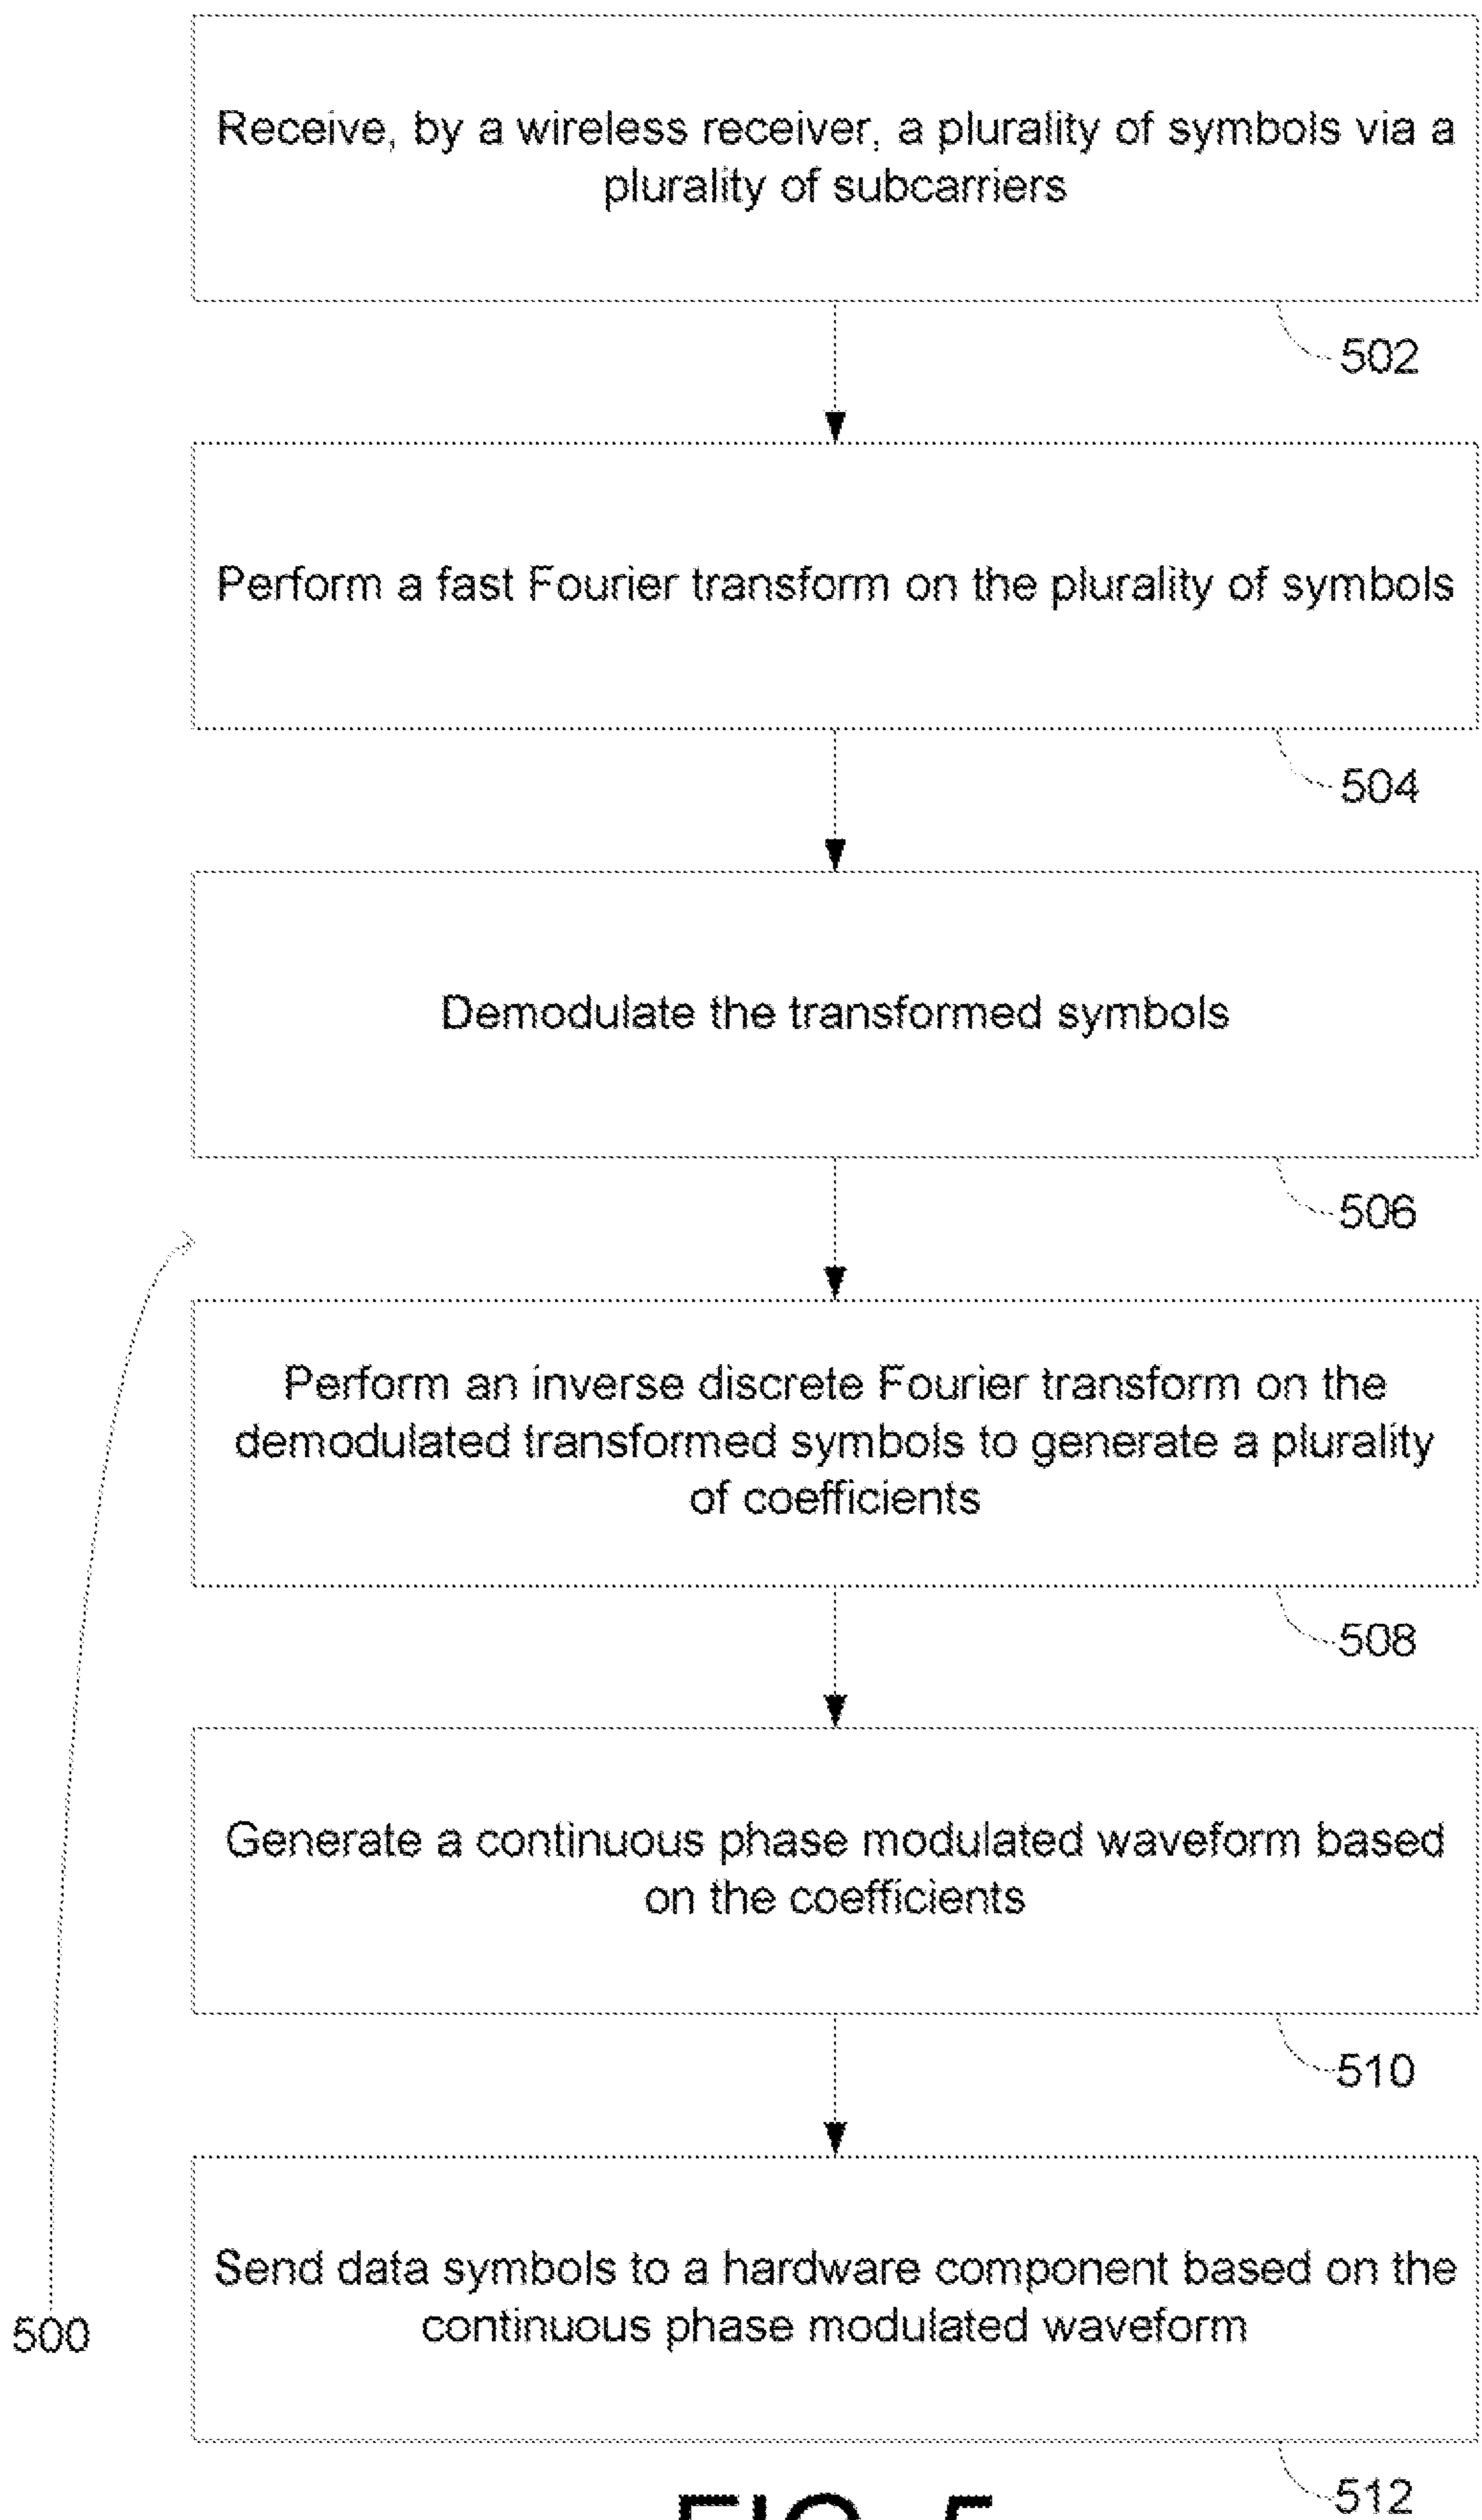 Receive, by a wireless receiver, a plurality of symbols via a
plurality of subcarriers
502
Perform a fast Fourier transform on the plurality of symbols
504
Demodulate the transformed symbols
506
Perform an inverse discrete Fourier transform on the
demodulated transformed symbols to generate a plurality
of coefficients
508
Generate a continuous phase modulated waveform based
on the coefficients
510
Send data symbols to a hardware component based on the
continuous phase modulated waveform
500
512
FIG. 5